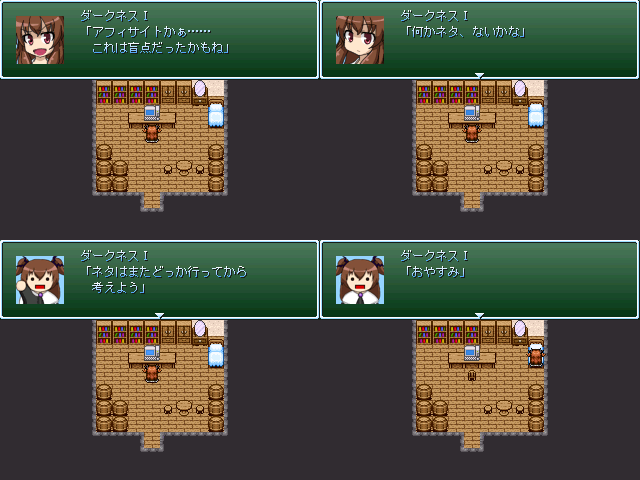 ダークネスⅠ
「アフィサイトかぁ……
これは盲点だったかもね」
ダークネスⅠ
「何かネタ、ないかな」
ダークネスⅠ
「ネタはまたどっか行ってから
考えよう」
ダークネスⅠ
「おやすみ」